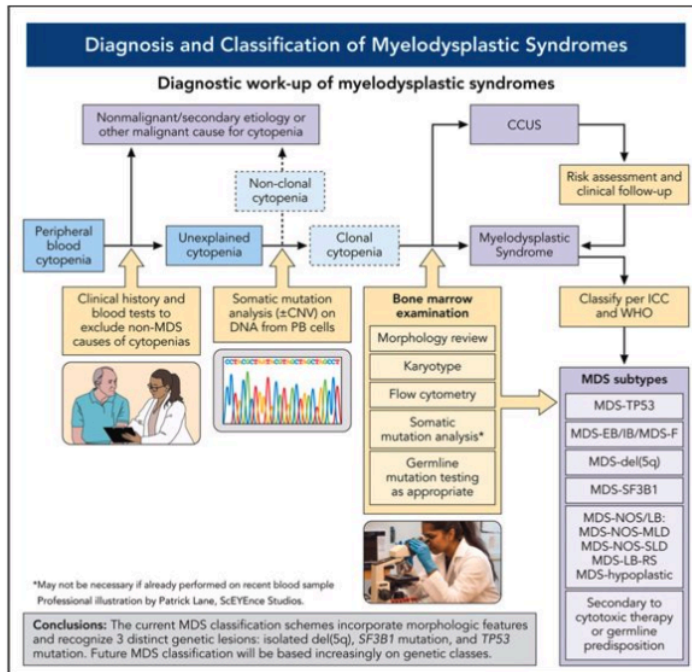 Diagnosis and Classification of Myelodysplastic Syndromes
Diagnostic work-up of myelodysplastic syndromes
Nonmalignant/secondary etiology or
other malignant cause for cytopenia
CCUS
Non-clonal
cytopenia
Risk assessment and
clinical follow-up
Peripheral
blood
cytopenia
Unexplained
cytopenia
Clonal
cytopenia
Myelodysplastic
Syndrome
Clinical history and
blood tests to
exclude non-MDS
causes of cytopenias
Somatic mutation
analysis (±CNV) on
DNA from PB cells
Bone marrow
examination
Morphology review
Karyotype
Flow cytometry
Somatic
mutation analysis*
Germline
mutation testing
as appropriate
Classify per ICC
and WHO
MDS subtypes
MDS-TP53
MDS-EB/IB/MDS-F
MDS-del(5q)
MDS-SF3B1
MDS-NOS/LB:
MDS-NOS-MLD
MDS-NOS-SLD
MDS-LB-RS
MDS-hypoplastic
Secondary to
cytotoxic therapy
or germline
predisposition
*May not be necessary if already performed on recent blood sample
Professional illustration by Patrick Lane, ScEYEnce Studios.
Conclusions: The current MDS classification schemes incorporate morphologic features
and recognize 3 distinct genetic lesions: isolated del(5q), SF3B1 mutation, and TP53
mutation. Future MDS classification will be based increasingly on genetic classes.